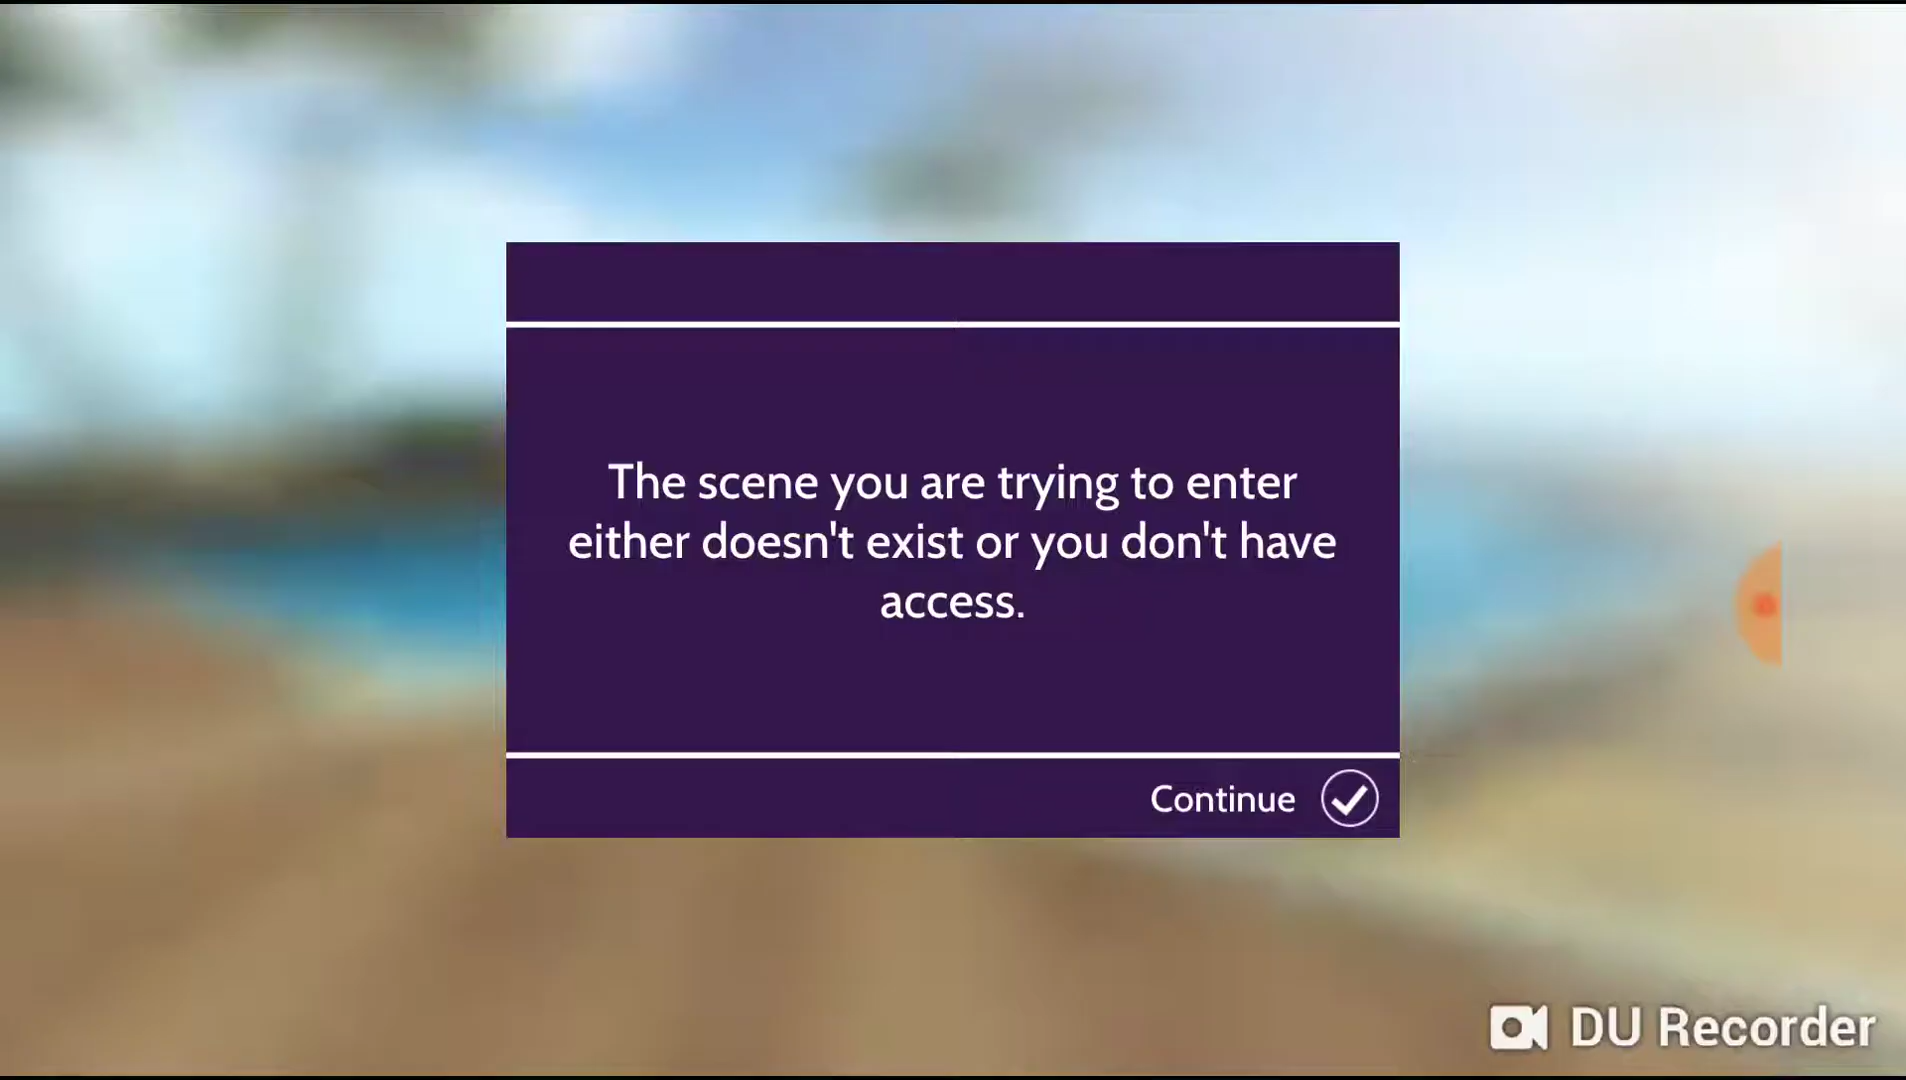 The scene you are trying to enter
either doesn't exist or you don't have
access.
Continue
DU Recorder